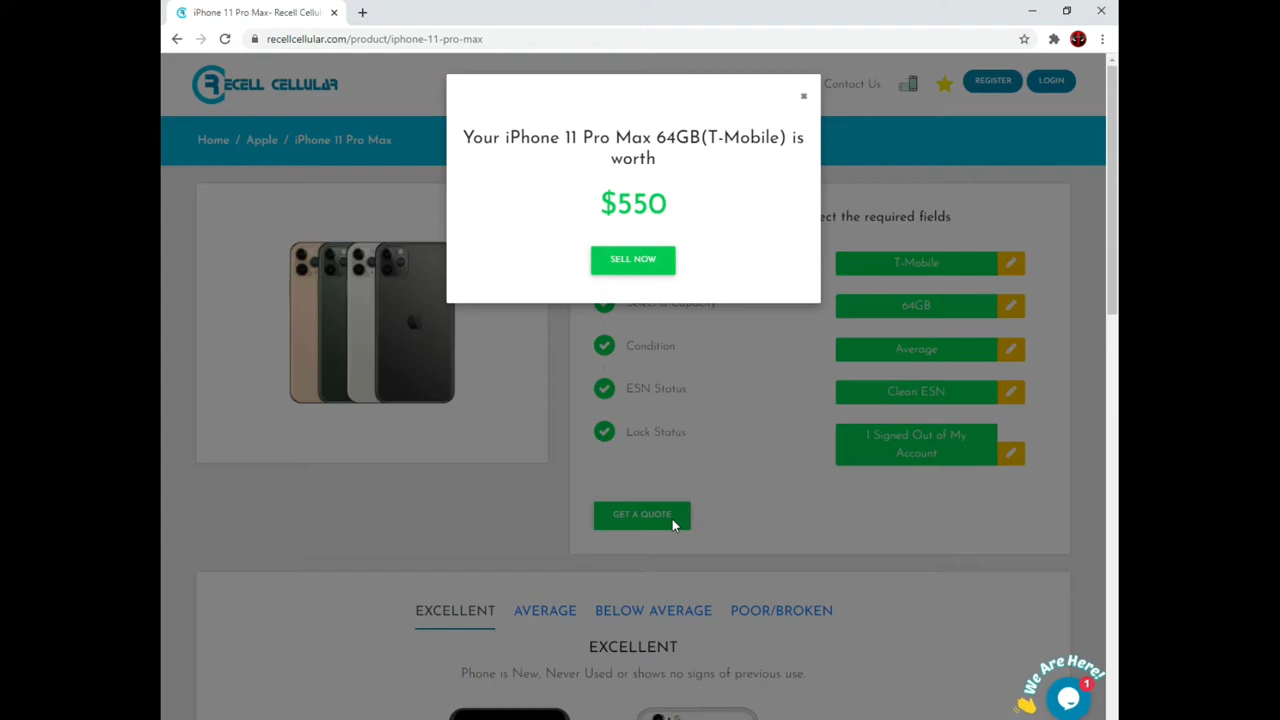 iPhone 11 Pro Max- Recell Cellul
recellcellular.com/product/iphone-11-pro-max
RECELL CELLULAR
Contact Us
REGISTER
LOGIN
Home / Apple / iPhone 11 Pro Max
Your iPhone 11 Pro Max 64GB(T-Mobile) is
worth
$550
SELL NOW
ect the required fields
T-Mobile
Select a Capacity
64GB
Condition
Average
ESN Status
Clean ESN
Lock Status
I Signed Out of My
Account
GET A QUOTE
EXCELLENT
AVERAGE
BELOW AVERAGE
POOR/BROKEN
EXCELLENT
Phone is New, Never Used or shows no signs of previous use.
We Are Here!
1